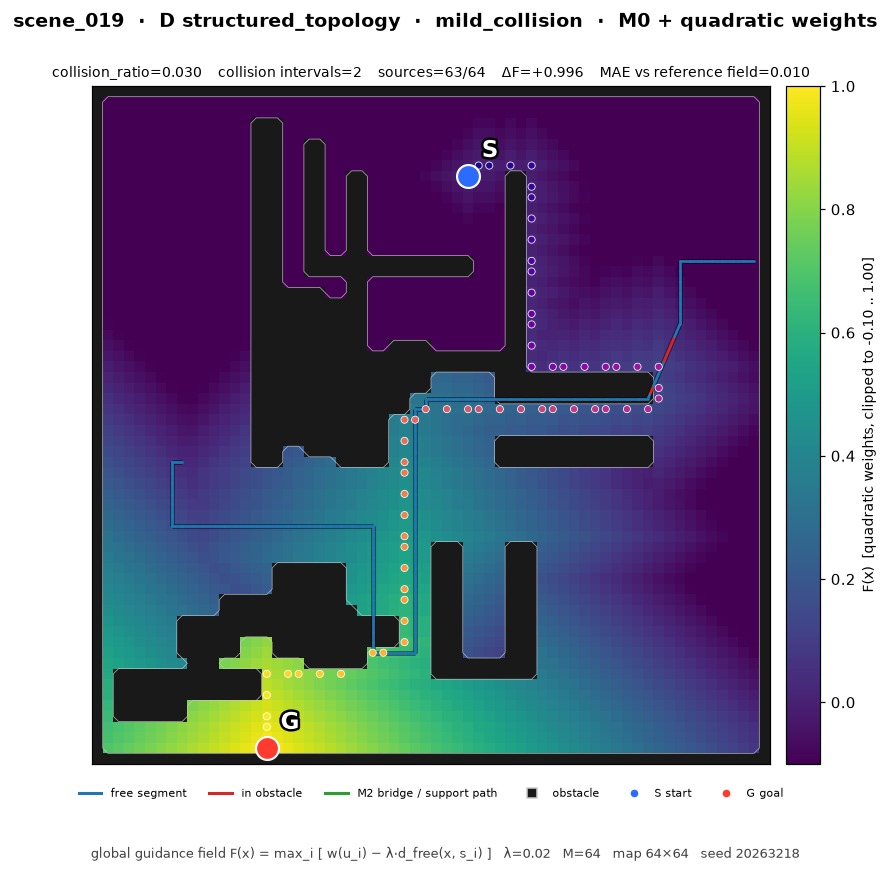 scene_019 · D structured_topology · mild_collision · M0 + quadratic weights
collision_ratio=0.030 collision intervals=2 sources=63/64 ΔF=+0.996 MAE vs reference field=0.010
S
G
1.0
0.8
0.6
0.4
0.2
0.0
F(x) [quadratic weights, clipped to -0.10 .. 1.00]
free segment
in obstacle
M2 bridge / support path
obstacle
S start
G goal
global guidance field F(x) = max_i [ w(u_i) − λ·d_free(x, s_i) ] λ=0.02 M=64 map 64×64 seed 20263218